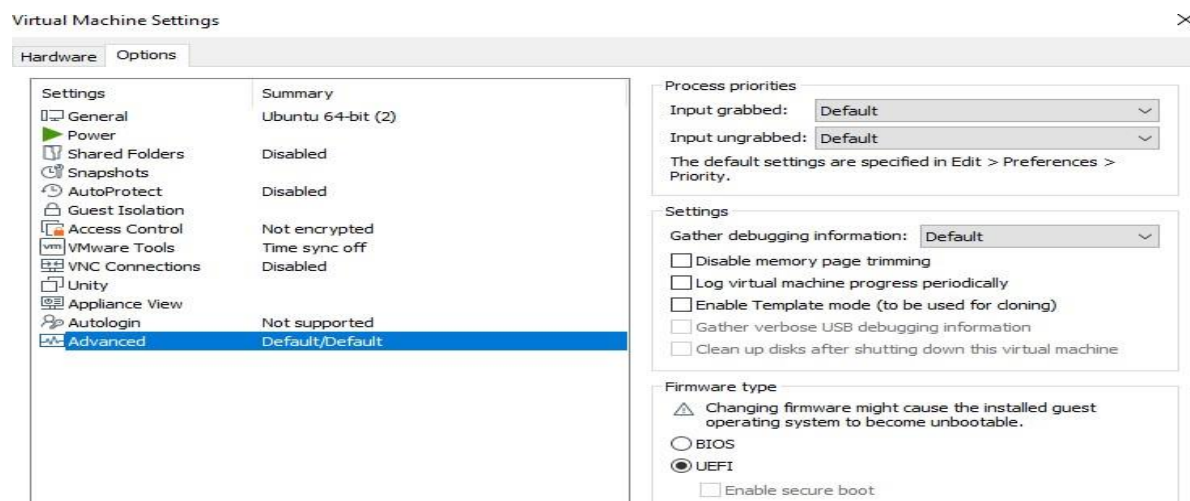 Virtual Machine Settings
Hardware Options
Settings Summary
General Ubuntu 64-bit (2)
Power
Shared Folders Disabled
Snapshots
AutoProtect Disabled
Guest Isolation
Access Control Not encrypted
vm VMware Tools Time sync off
VNC Connections Disabled
Unity
Appliance View
Autologin Not supported
Advanced Default/Default
Process priorities
Input grabbed: Default
Input ungrabbed: Default
The default settings are specified in Edit > Preferences >
Priority.
Settings
Gather debugging information: Default
Disable memory page trimming
Log virtual machine progress periodically
Enable Template mode (to be used for cloning)
Gather verbose USB debugging information
Clean up disks after shutting down this virtual machine
Firmware type
Changing firmware might cause the installed guest
operating system to become unbootable.
BIOS
UEFI
Enable secure boot